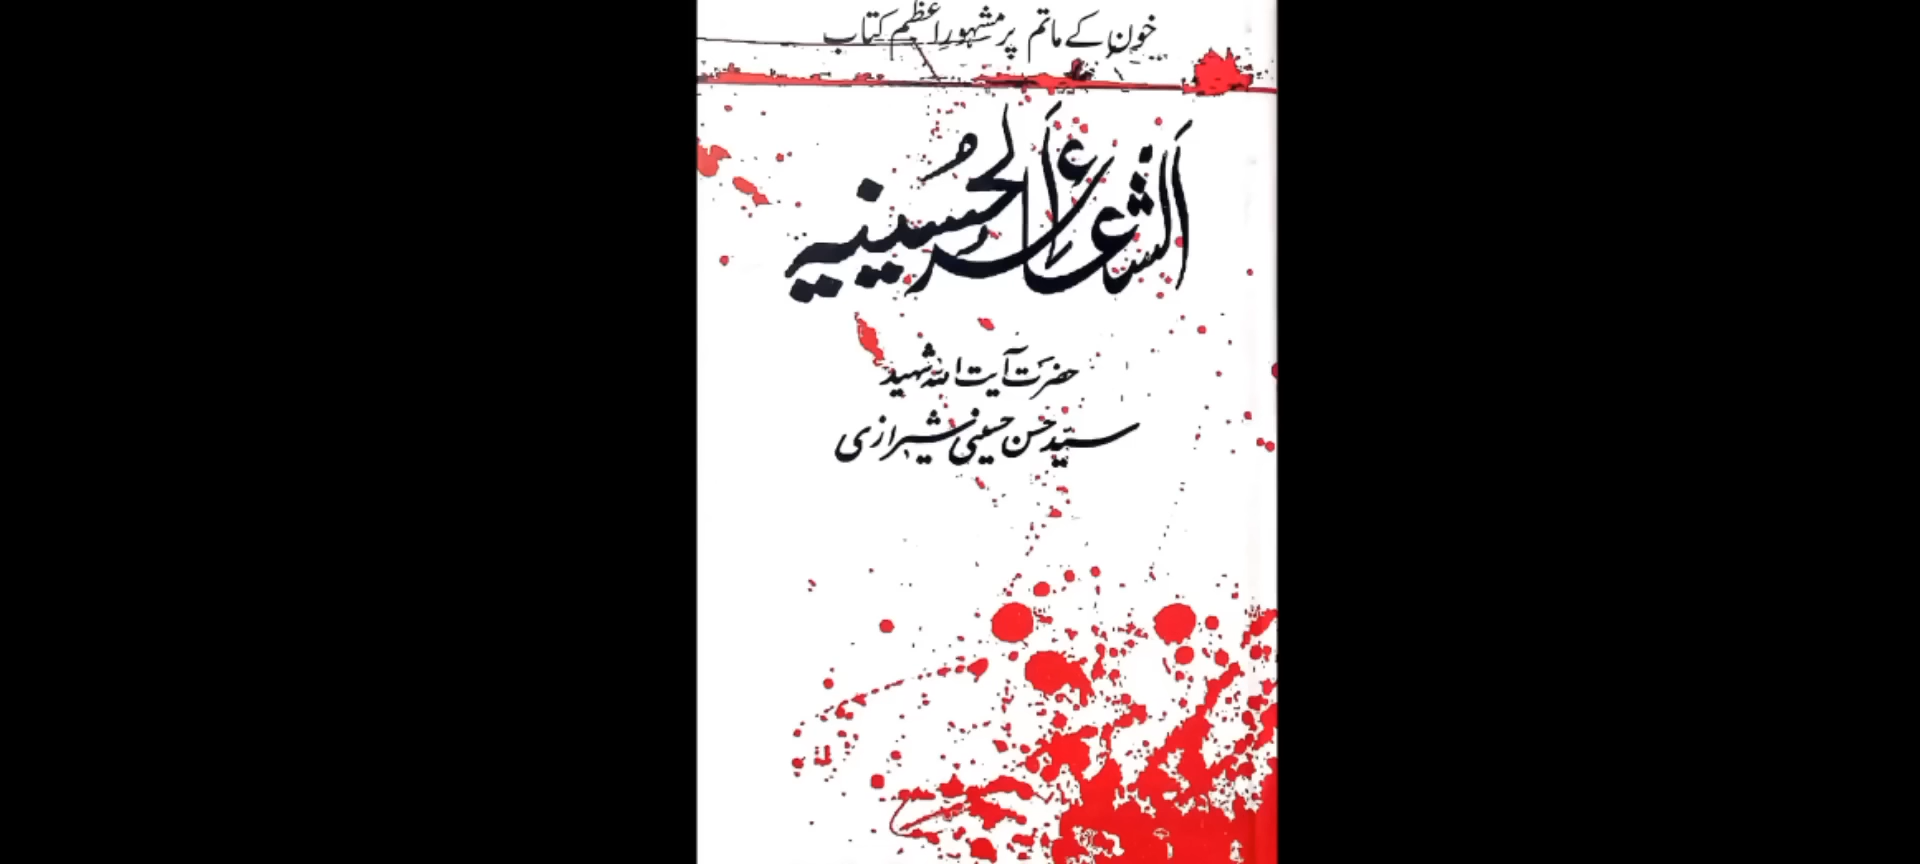 خون کے ماتم پر مشہور اعظم کتاب
الشعائر الحسینیہ
حضرت آیت اللہ شہید
سید حسن حسینی شیرازی